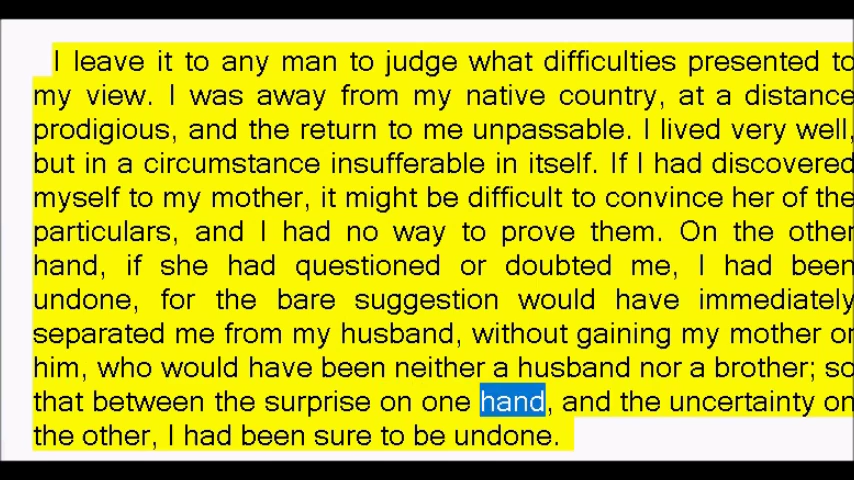 I leave it to any man to judge what difficulties presented to
my view. I was away from my native country, at a distance
prodigious, and the return to me unpassable. I lived very well,
but in a circumstance insufferable in itself. If I had discovered
myself to my mother, it might be difficult to convince her of the
particulars, and I had no way to prove them. On the other
hand, if she had questioned or doubted me, I had been
undone, for the bare suggestion would have immediately
separated me from my husband, without gaining my mother or
him, who would have been neither a husband nor a brother; so
that between the surprise on one hand, and the uncertainty on
the other, I had been sure to be undone.